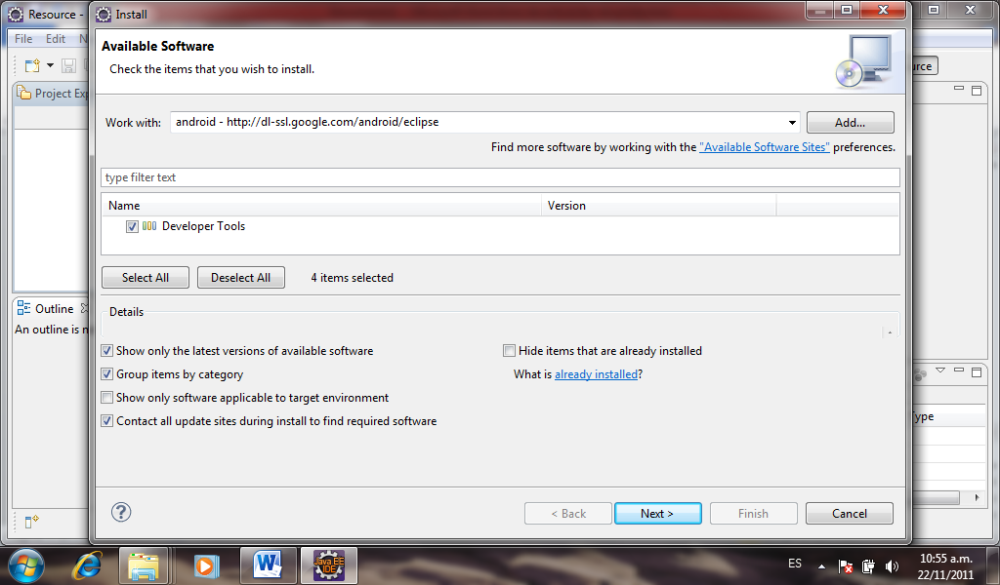 Resource -
Install
File Edit N
Available Software
Check the items that you wish to install.
Project Exp
Work with: android - http://dl-ssl.google.com/android/eclipse Add...
Find more software by working with the "Available Software Sites" preferences.
type filter text
Name Version
Developer Tools
Select All Deselect All 4 items selected
Outline
An outline is n
Details
Show only the latest versions of available software
Hide items that are already installed
Group items by category
What is already installed?
Show only software applicable to target environment
Contact all update sites during install to find required software
rce
ype
? < Back Next > Finish Cancel
Java EE
IDE
W
ES
10:55 a.m.
22/11/2011